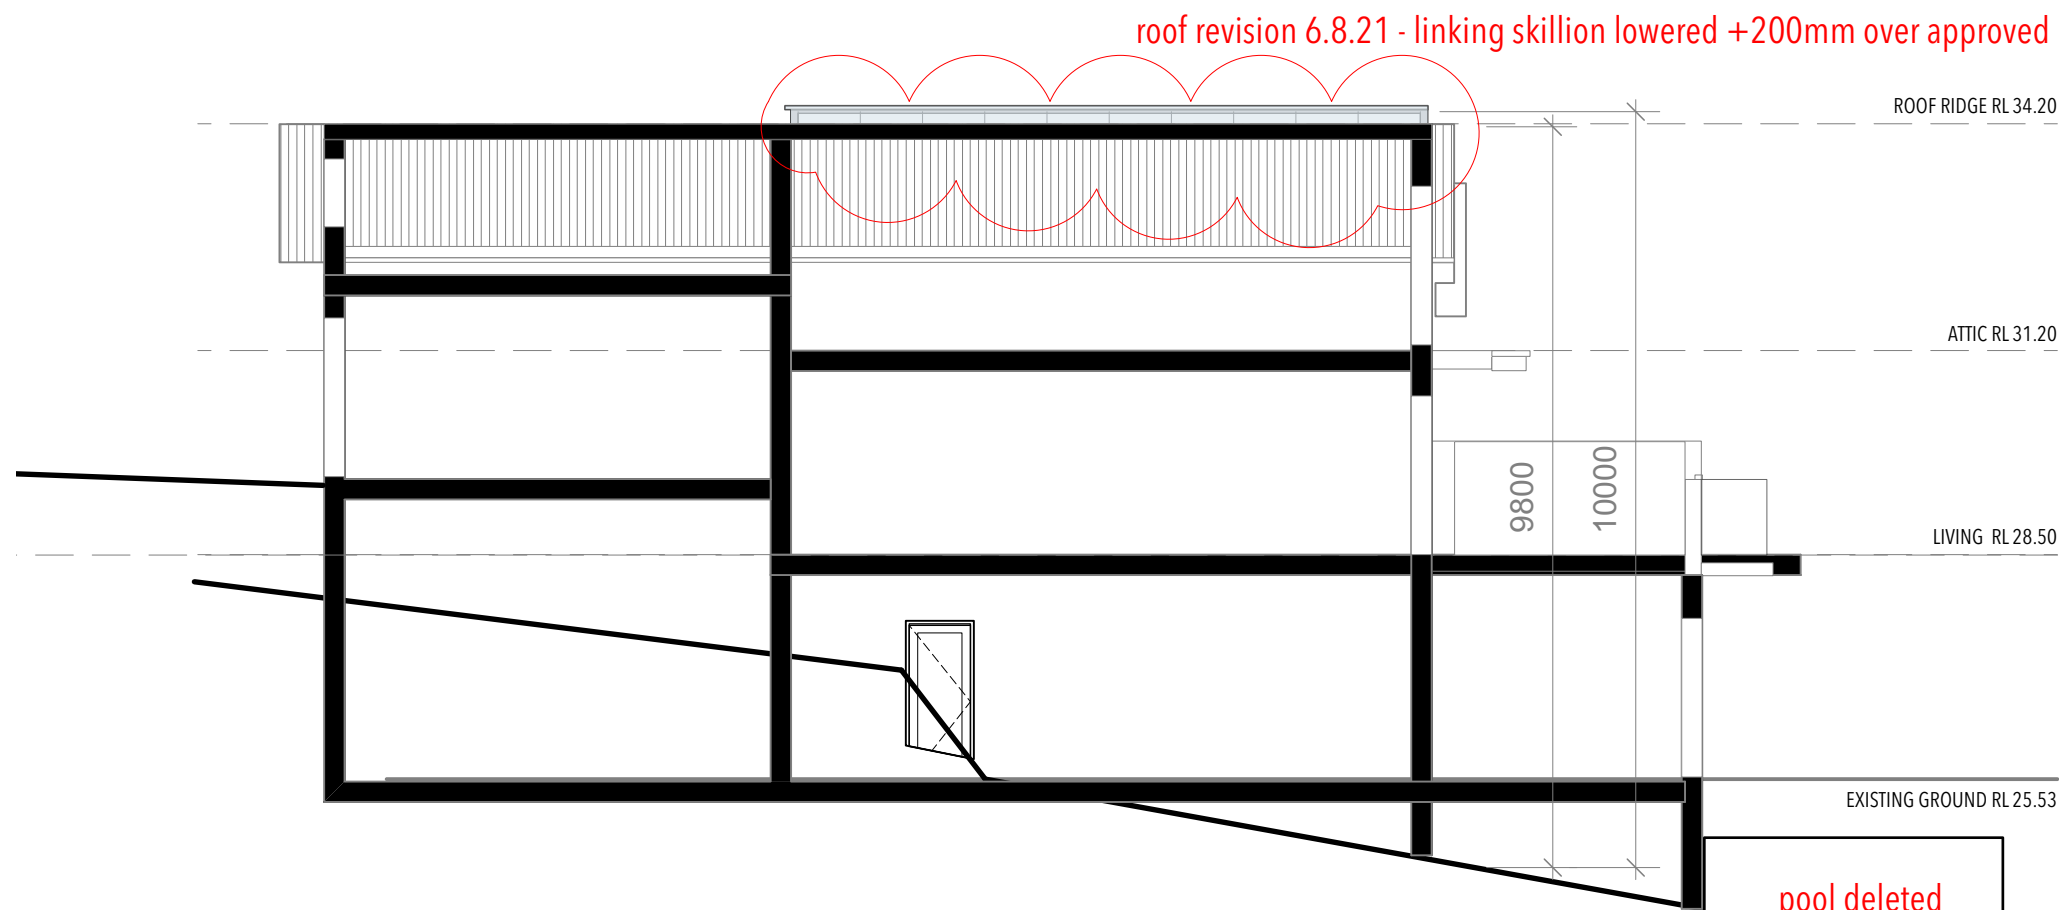 roof revision 6.8.21 - linking skillion lowered +200mm over approved
ROOF RIDGE RL 34.20
ATTIC RL 31.20
9800
10000
LIVING RL 28.50
EXISTING GROUND RL 25.53
pool deleted